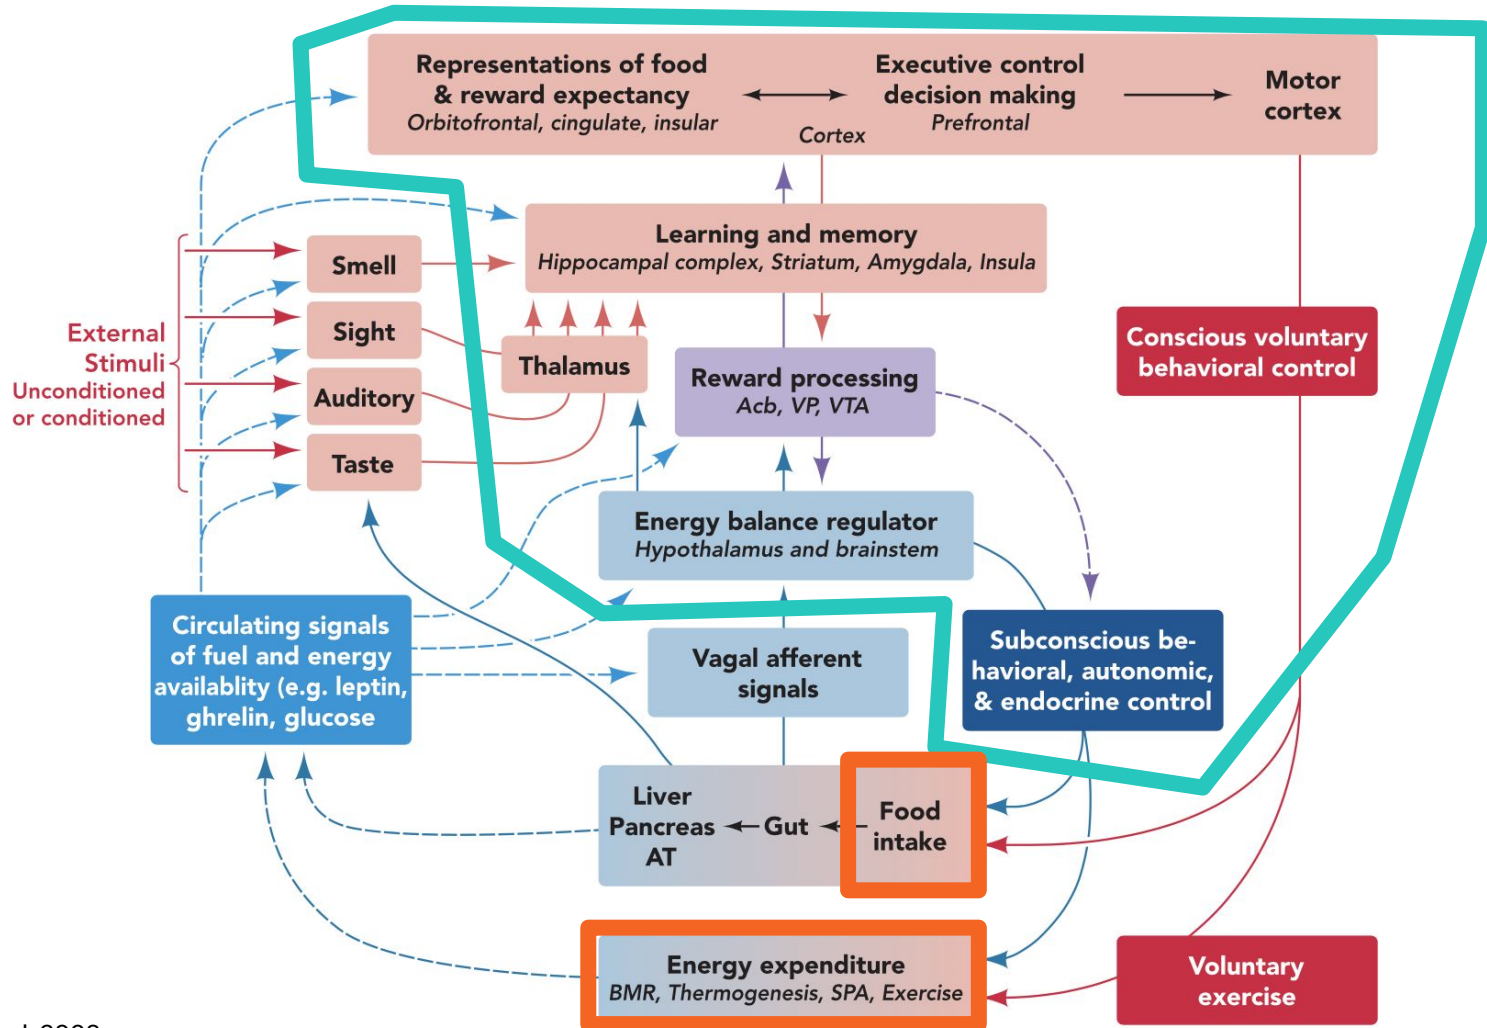 Representations of food
& reward expectancy
Orbitofrontal, cingulate, insular
Executive control
decision making
Prefrontal
Motor
cortex
Cortex
Learning and memory
Hippocampal complex, Striatum, Amygdala, Insula
Smell
Sight
Auditory
Taste
External
Stimuli
Unconditioned
or conditioned
Thalamus
Reward processing
Acb, VP, VTA
Conscious voluntary
behavioral control
Energy balance regulator
Hypothalamus and brainstem
Circulating signals
of fuel and energy
availablity (e.g. leptin,
ghrelin, glucose
Vagal afferent
signals
Subconscious be-
havioral, autonomic,
& endocrine control
Liver
Pancreas
AT
Gut
Food
intake
Energy expenditure
BMR, Thermogenesis, SPA, Exercise
Voluntary
exercise